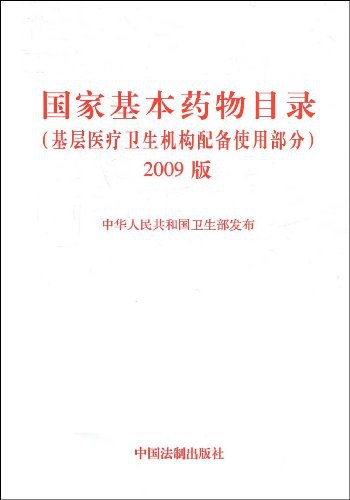 国家基本药物目录
(基层医疗卫生机构配备使用部分)
2009 版
中华人民共和国卫生部发布
中国法制出版社